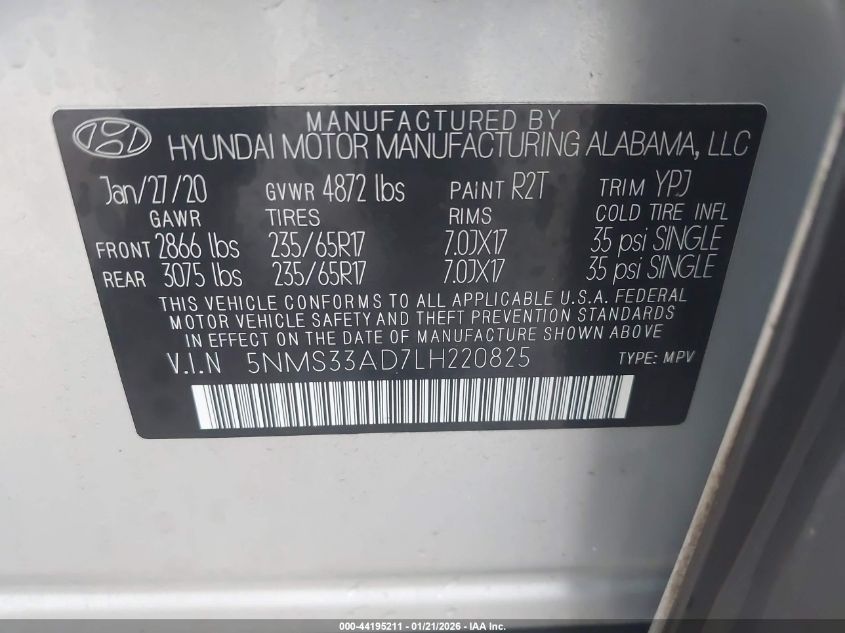 MANUFACTURED BY
HYUNDAI MOTOR MANUFACTURING ALABAMA, LLC
Jan/27/20 GVWR 4872 lbs PAINT R2T TRIM YPJ
GAWR TIRES RIMS COLD TIRE INFL
FRONT 2866 lbs 235/65R17 7.0JX17 35 psi SINGLE
REAR 3075 lbs 235/65R17 7.0JX17 35 psi SINGLE
THIS VEHICLE CONFORMS TO ALL APPLICABLE U.S.A. FEDERAL
MOTOR VEHICLE SAFETY AND THEFT PREVENTION STANDARDS
IN EFFECT ON THE DATE OF MANUFACTURE SHOWN ABOVE
V.I.N 5NMS33AD7LH220825 TYPE: MPV
000-44195211 - 01/21/2026 - IAA Inc.